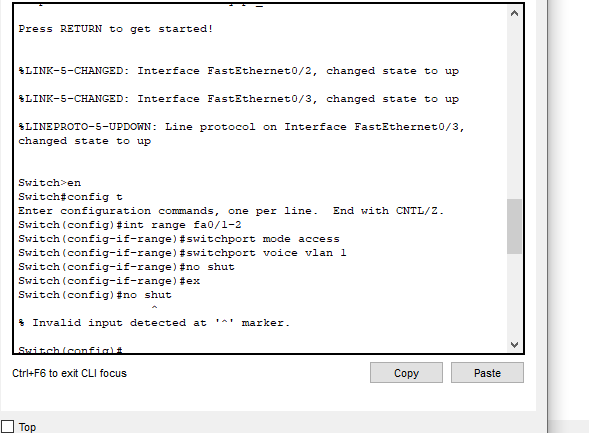 Press RETURN to get started!
%LINK-5-CHANGED: Interface FastEthernet0/2, changed state to up
%LINK-5-CHANGED: Interface FastEthernet0/3, changed state to up
%LINEPROTO-5-UPDOWN: Line protocol on Interface FastEthernet0/3,
changed state to up
Switch>en
Switch#config t
Enter configuration commands, one per line.  End with CNTL/Z.
Switch(config)#int range fa0/1-2
Switch(config-if-range)#switchport mode access
Switch(config-if-range)#switchport voice vlan 1
Switch(config-if-range)#no shut
Switch(config-if-range)#ex
Switch(config)#no shut
^
% Invalid input detected at '^' marker.
Switch(config)#
Ctrl+F6 to exit CLI focus
Copy
Paste
Top